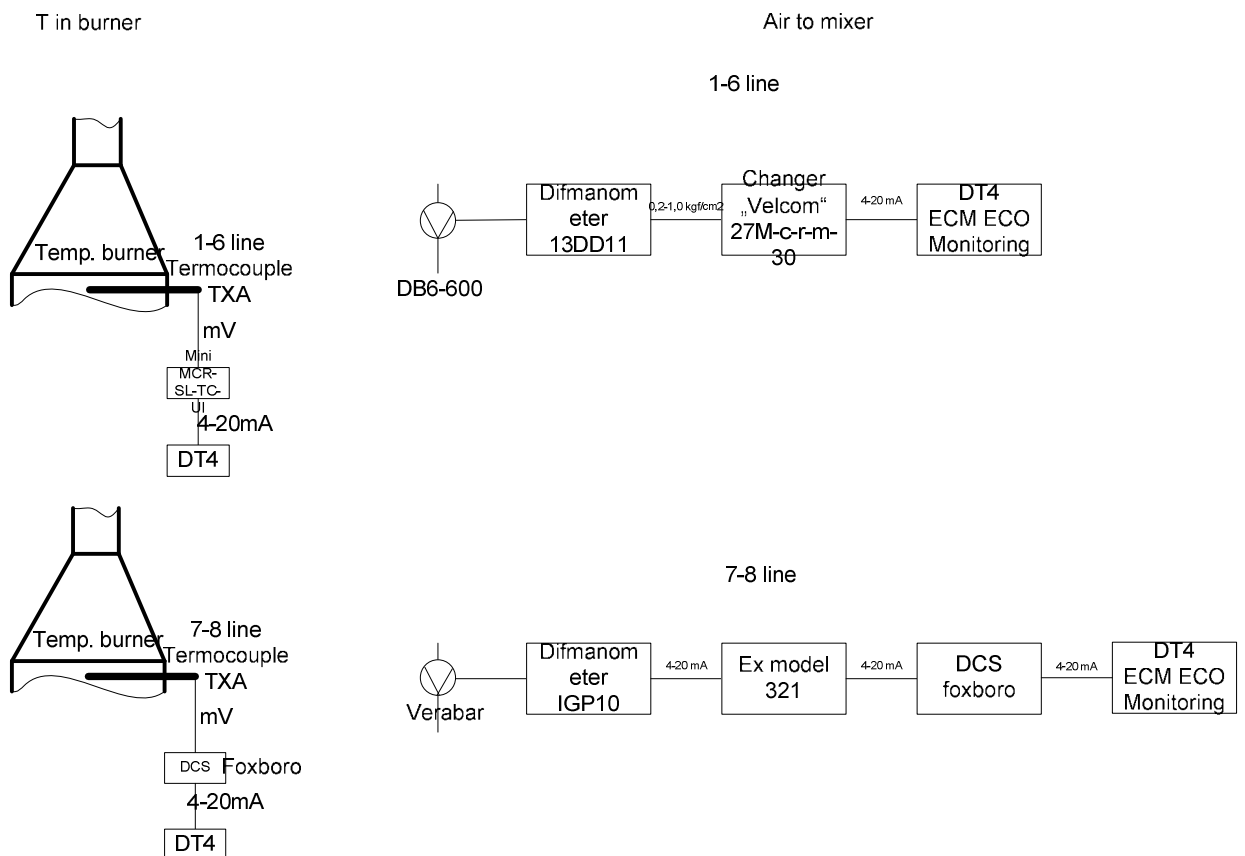 T in burner
Air to mixer
1-6 line
Temp. burner
1-6 line
Termocouple
TXA
mV
Mini
MCR-
SL-TC-
UI
4-20mA
DT4
DB6-600
Difmanom
eter
13DD11
0,2-1,0 kgf/cm2
Changer
„Velcom“
27M-c-r-m-
30
4-20 mA
DT4
ECM ECO
Monitoring
7-8 line
Temp. burner
7-8 line
Termocouple
TXA
mV
DCS
Foxboro
4-20mA
DT4
Verabar
Difmanom
eter
IGP10
4-20 mA
Ex model
321
4-20 mA
DCS
foxboro
4-20 mA
DT4
ECM ECO
Monitoring